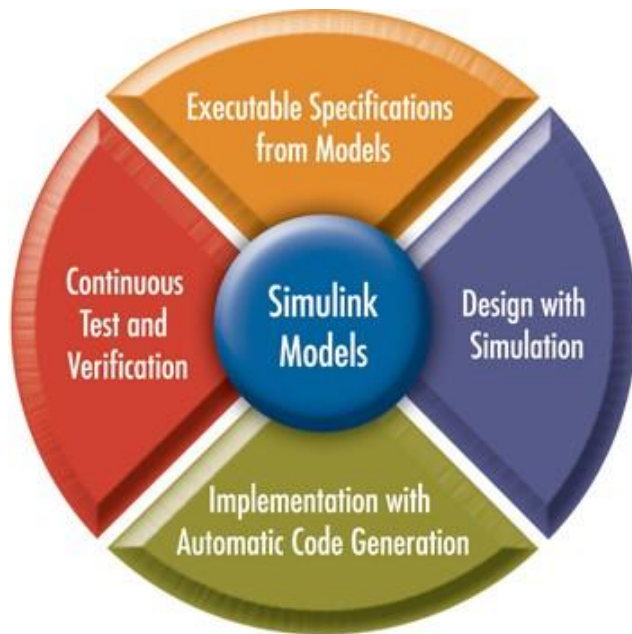 Executable Specifications
from Models
Continuous
Test and
Verification
Simulink
Models
Design with
Simulation
Implementation with
Automatic Code Generation